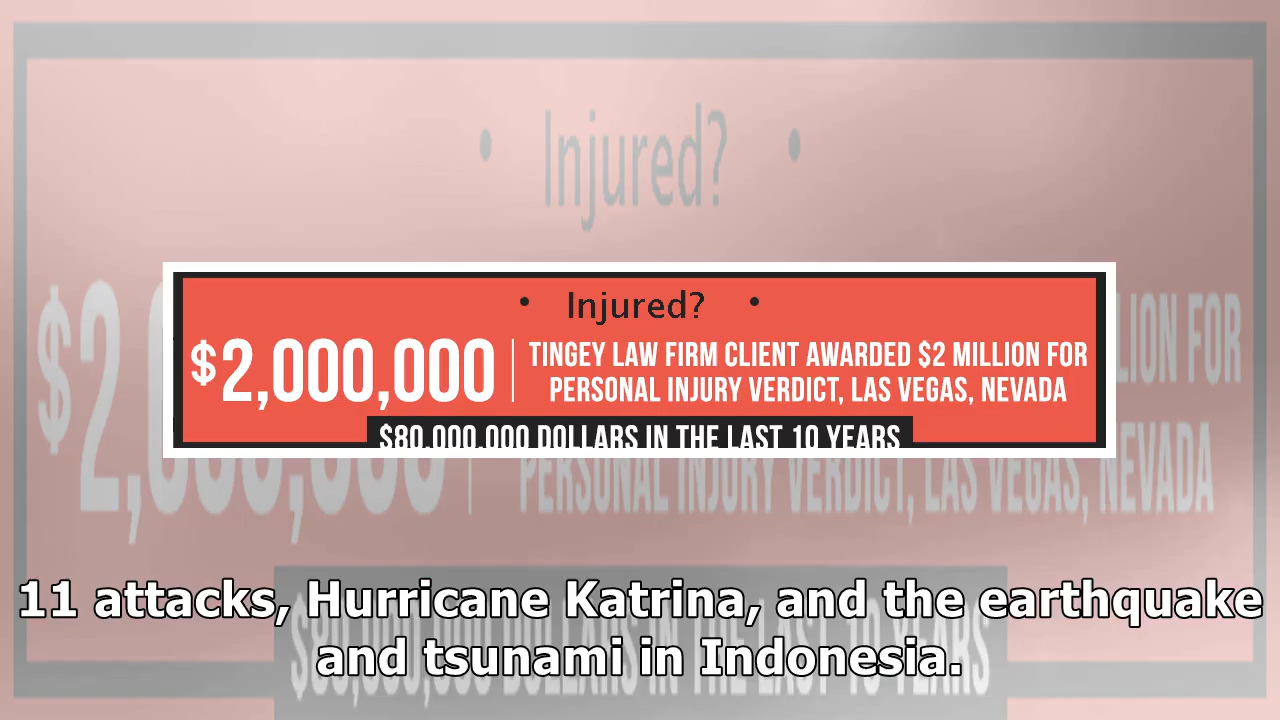 • Injured? •
$2,000,000
TINGEY LAW FIRM CLIENT AWARDED $2 MILLION FOR
PERSONAL INJURY VERDICT, LAS VEGAS, NEVADA
$80,000,000 DOLLARS IN THE LAST 10 YEARS
11 attacks, Hurricane Katrina, and the earthquake
and tsunami in Indonesia.